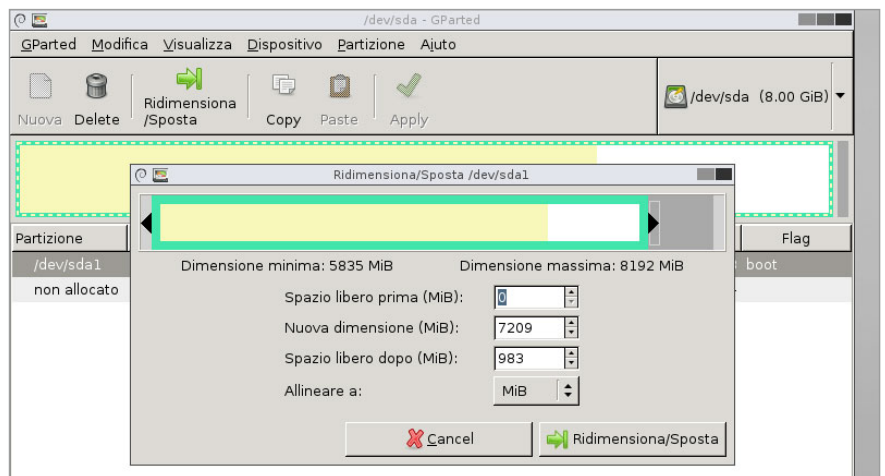 /dev/sda - GParted
GParted Modifica Visualizza Dispositivo Partizione Aiuto
Nuova Delete Ridimensiona /Sposta Copy Paste Apply /dev/sda (8.00 GiB)
Ridimensiona/Sposta /dev/sda1
Partizione Flag
/dev/sda1 boot
non allocato
Dimensione minima: 5835 MiB Dimensione massima: 8192 MiB
Spazio libero prima (MiB): 0
Nuova dimensione (MiB): 7209
Spazio libero dopo (MiB): 983
Allineare a: MiB
Cancel Ridimensiona/Sposta